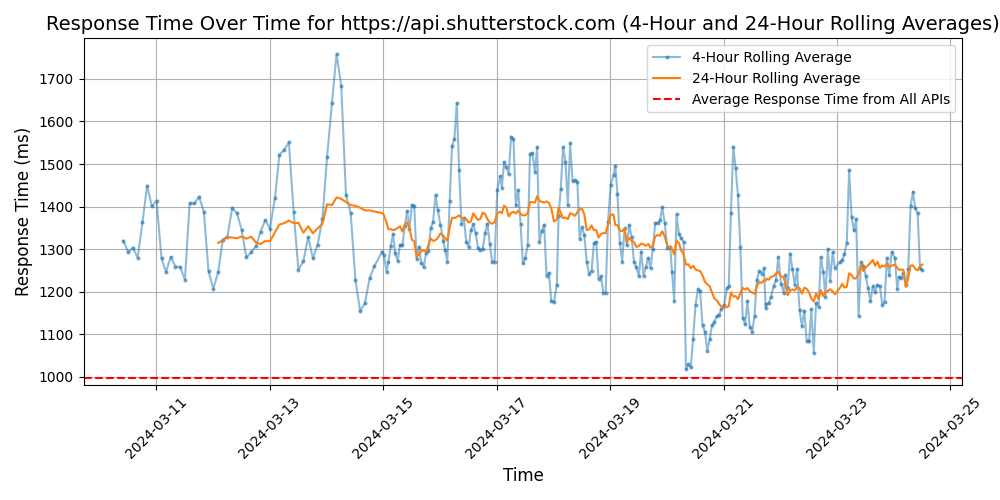 Response Time Over Time for https://api.shutterstock.com (4-Hour and 24-Hour Rolling Averages)
4-Hour Rolling Average
24-Hour Rolling Average
Average Response Time from All APIs
Response Time (ms)
1700
1600
1500
1400
1300
1200
1100
1000
2024-03-11
2024-03-13
2024-03-15
2024-03-17
2024-03-19
2024-03-21
2024-03-23
2024-03-25
Time